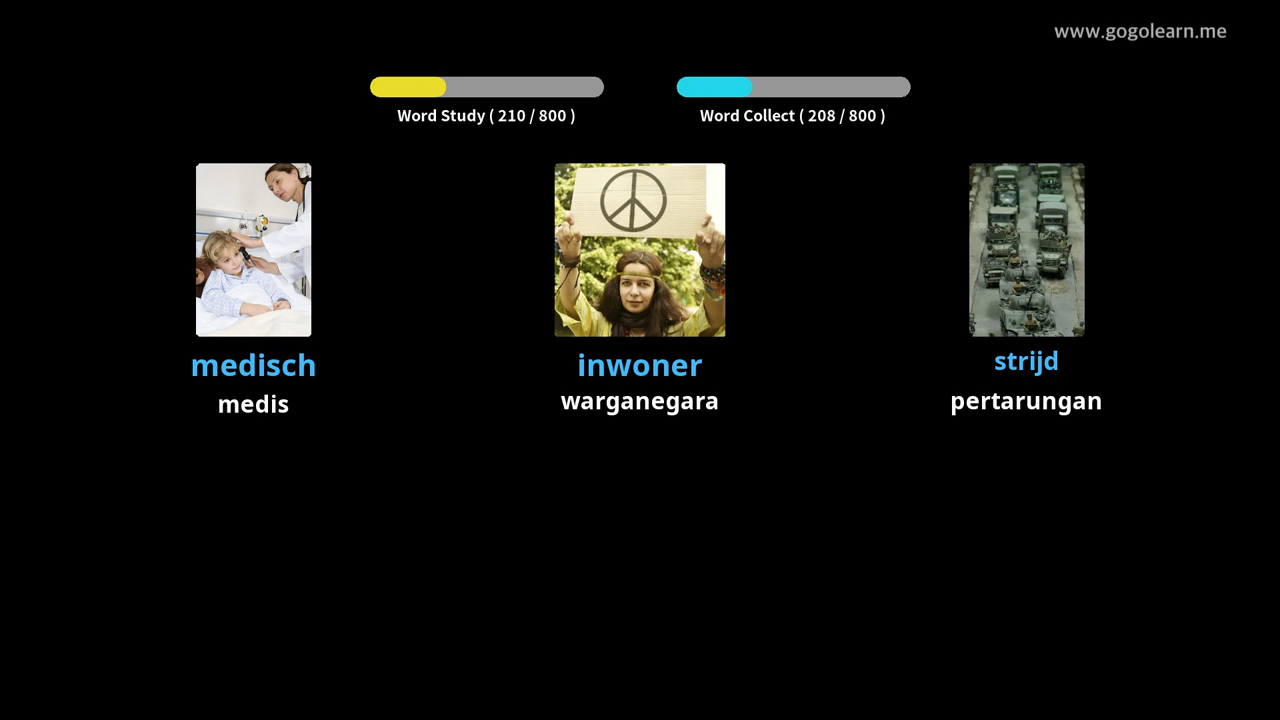 www.gogolearn.me
Word Study ( 210 / 800 )
Word Collect ( 208 / 800 )
medisch
medis
inwoner
warganegara
strijd
pertarungan